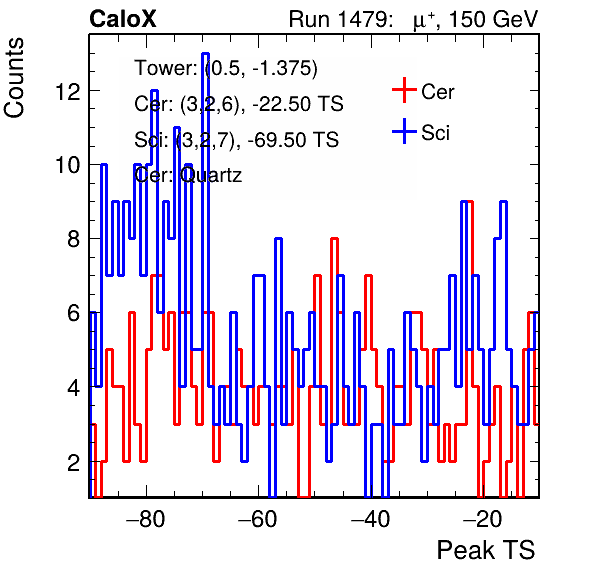 CaloX Run 1479: μ⁺, 150 GeV
Counts
Tower: (0.5, -1.375)
Cer: (3,2,6), -22.50 TS
Sci: (3,2,7), -69.50 TS
Cer: Quartz
Cer
Sci
12
10
8
6
4
2
−80 −60 −40 −20
Peak TS